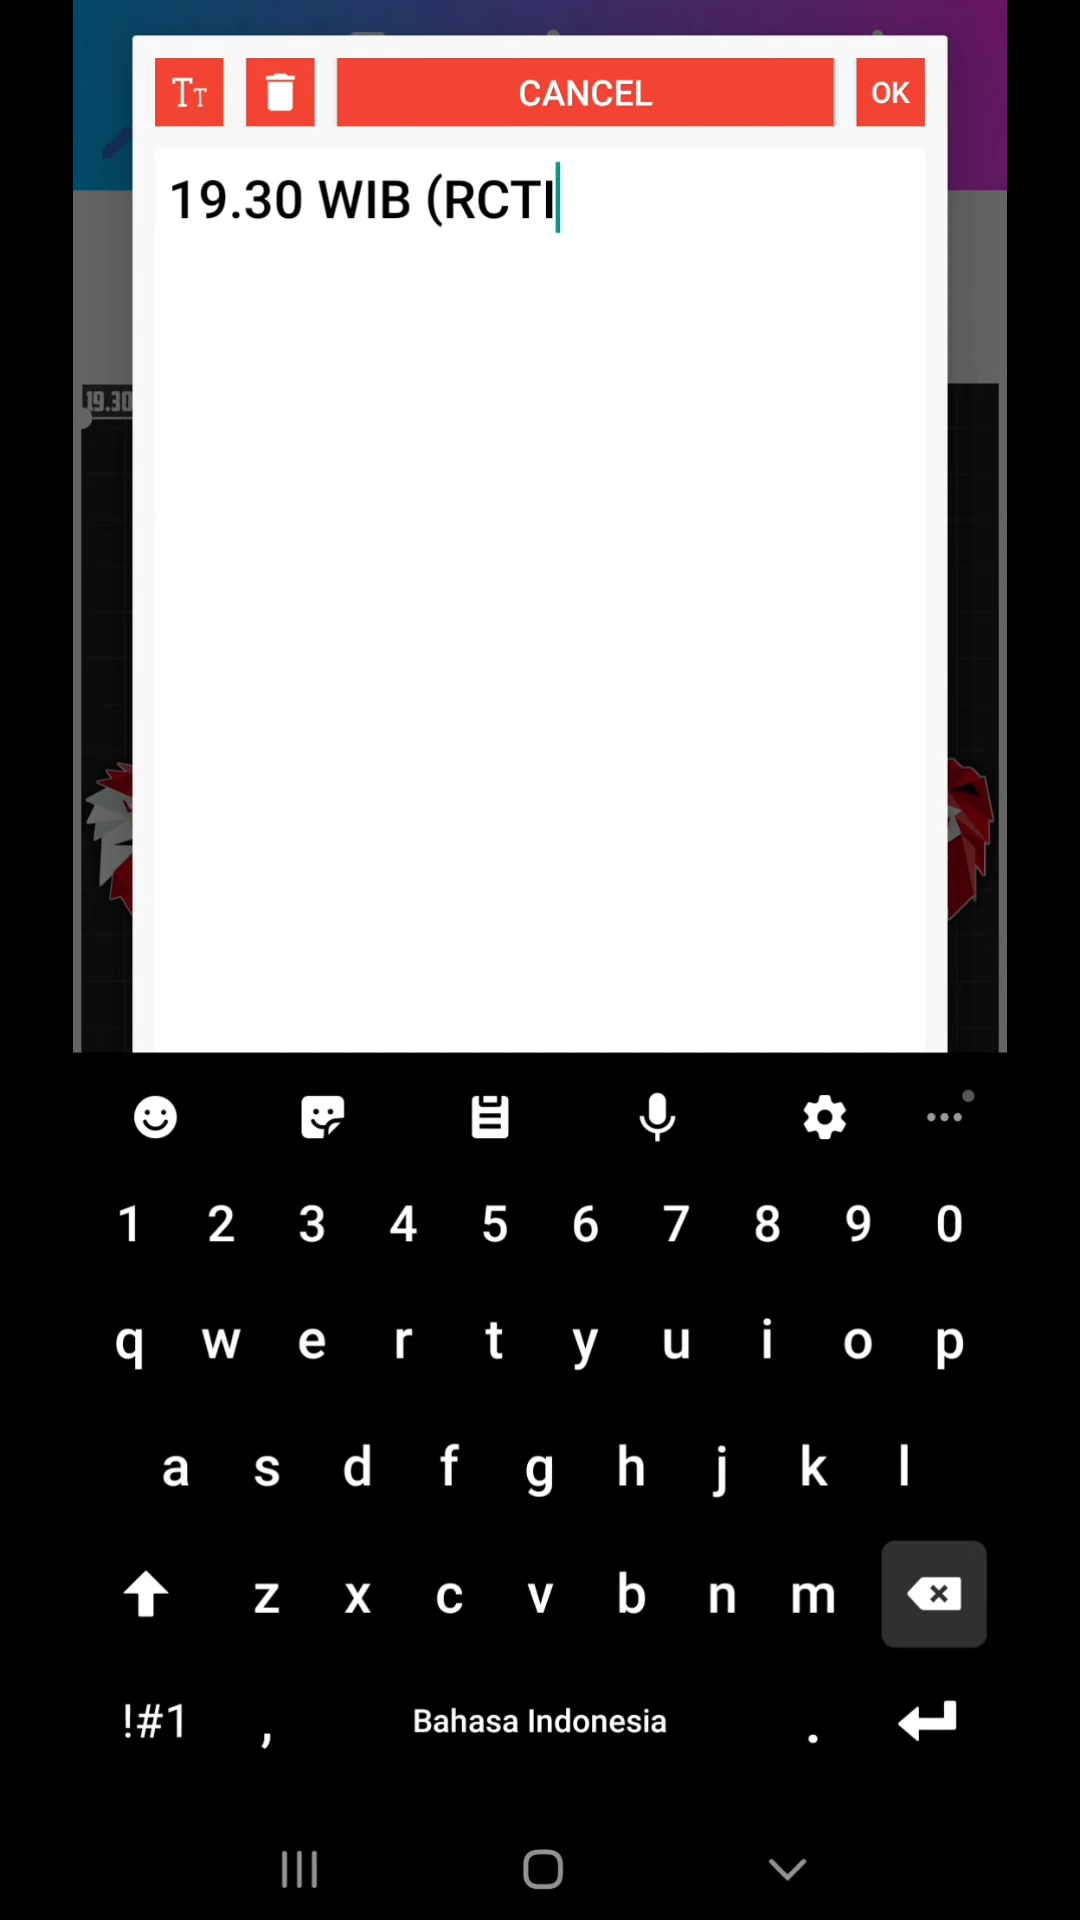 TT
CANCEL
OK
19.30 WIB (RCTI
19.30
1 2 3 4 5 6 7 8 9 0
q w e r t y u i o p
a s d f g h j k l
z x c v b n m
!#1 , Bahasa Indonesia .